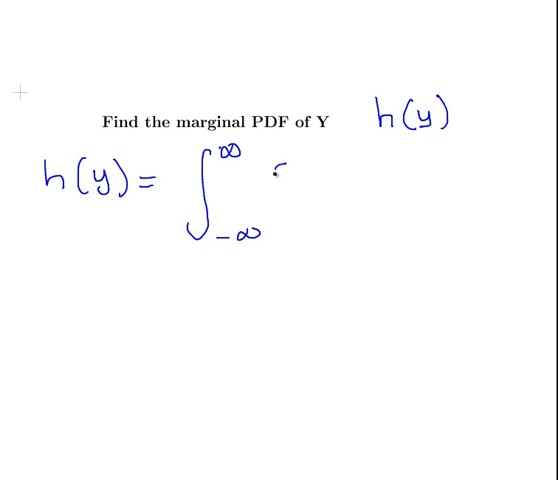 Find the marginal PDF of Y h(y)
h(y) = ∫_{-∞}^{∞}